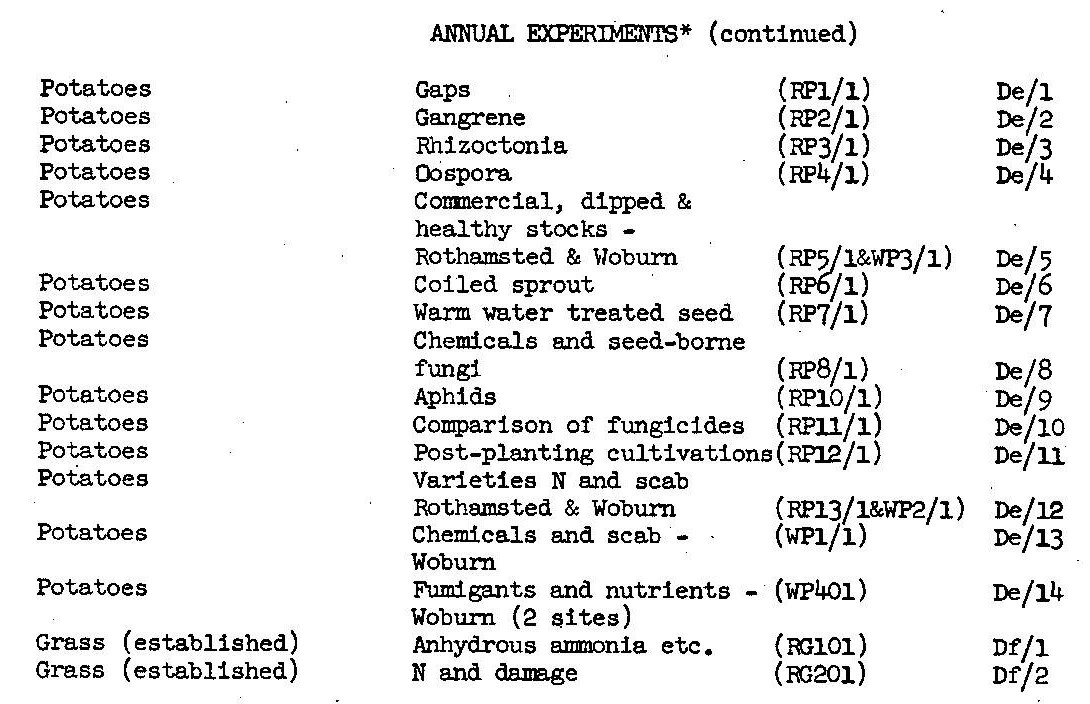 ANNUAL EXPERIMENTS* (continued)
Potatoes Gaps (RP1/1) De/1
Potatoes Gangrene (RP2/1) De/2
Potatoes Rhizoctonia (RP3/1) De/3
Potatoes Oospora (RP4/1) De/4
Potatoes Commercial, dipped &
healthy stocks -
Rothamsted & Woburn (RP5/1&WP3/1) De/5
Potatoes Coiled sprout (RP6/1) De/6
Potatoes Warm water treated seed (RP7/1) De/7
Potatoes Chemicals and seed-borne
fungi (RP8/1) De/8
Potatoes Aphids (RP10/1) De/9
Potatoes Comparison of fungicides (RP11/1) De/10
Potatoes Post-planting cultivations (RP12/1) De/11
Potatoes Varieties N and scab
Rothamsted & Woburn (RP13/1&WP2/1) De/12
Potatoes Chemicals and scab - (WP1/1) De/13
Woburn
Potatoes Fumigants and nutrients - (WP401) De/14
Woburn (2 sites)
Grass (established) Anhydrous ammonia etc. (RG101) Df/1
Grass (established) N and damage (RG201) Df/2